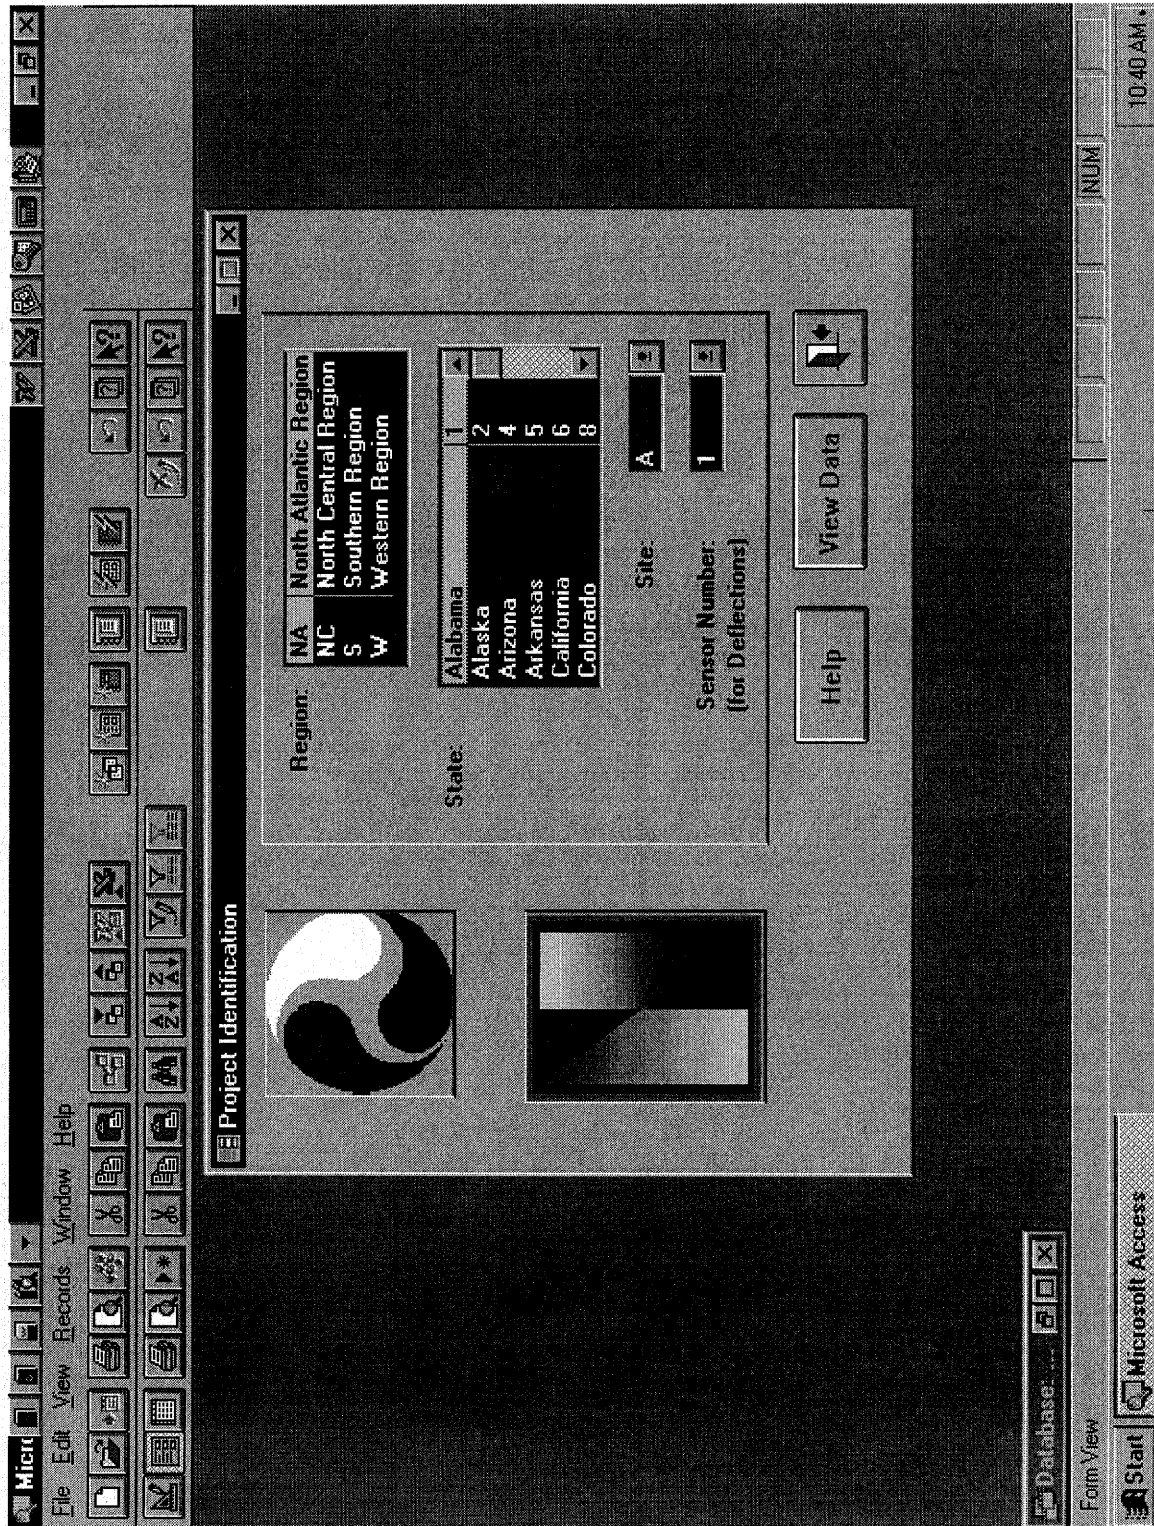 Micr
File Edit View Records Window Help
Project Identification
Region:
NA North Atlantic Region
NC North Central Region
S Southern Region
W Western Region
State:
Alabama 1
Alaska 2
Arizona 4
Arkansas 5
California 6
Colorado 8
Site: A
Sensor Number: 1
(for Deflections)
Help View Data
Database: ...
Form View NUM
Start Microsoft Access 10:40 AM